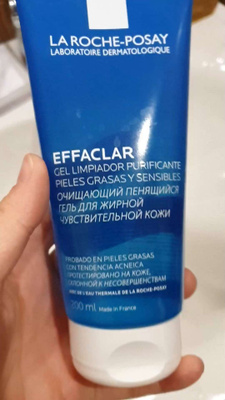 LA ROCHE-POSAY
LABORATOIRE DERMATOLOGIQUE
EFFACLAR
GEL LIMPIADOR PURIFICANTE
PIELES GRASAS Y SENSIBLES
ОЧИЩАЮЩИЙ ПЕНЯЩИЙСЯ
ГЕЛЬ ДЛЯ ЖИРНОЙ
ЧУВСТВИТЕЛЬНОЙ КОЖИ
PROBADO EN PIELES GRASAS
CON TENDENCIA ACNEICA
ПРОТЕСТИРОВАНО НА КОЖЕ,
СКЛОННОЙ К НЕСОВЕРШЕНСТВАМ
DE L'EAU THERMALE DE LA ROCHE-POSAY
200 ml Made in France